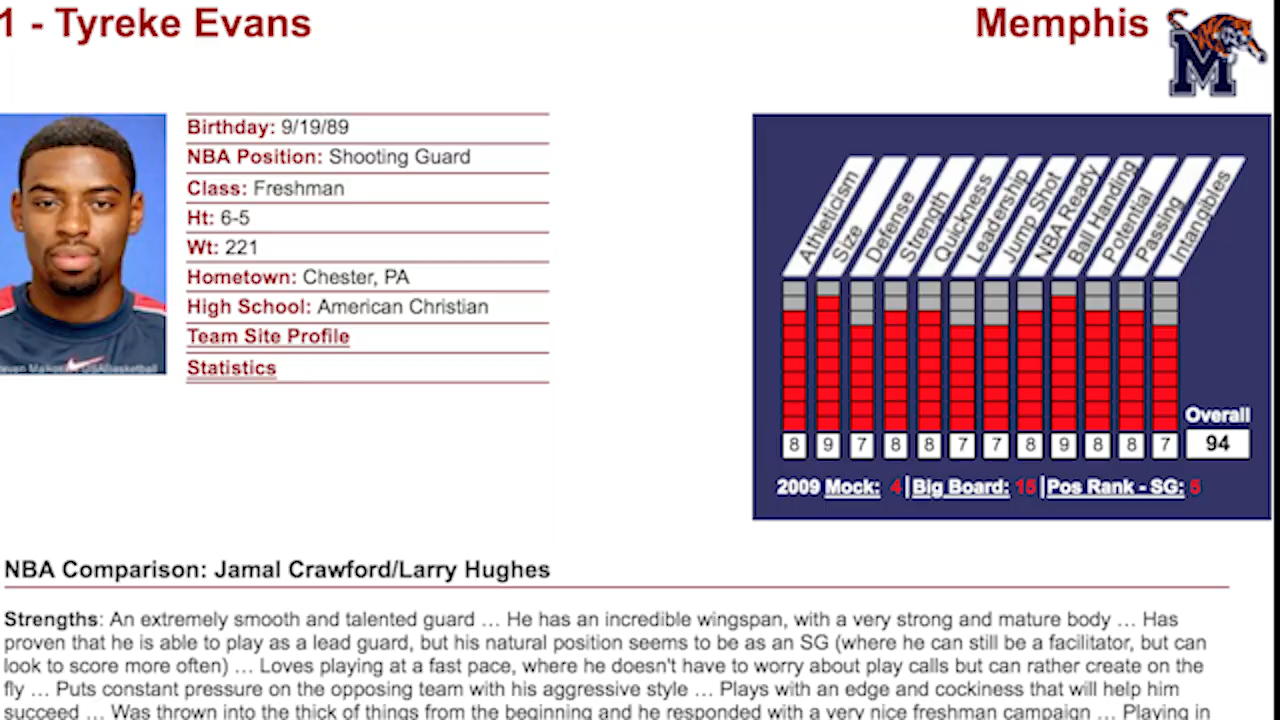 1 - Tyreke Evans
Memphis
M
Birthday: 9/19/89
NBA Position: Shooting Guard
Class: Freshman
Ht: 6-5
Wt: 221
Hometown: Chester, PA
High School: American Christian
Team Site Profile
Statistics
Athleticism
Size
Defense
Strength
Quickness
Leadership
Jump Shot
NBA Ready
Ball Handing
Potential
Passing
Intangibles
Overall
8 9 7 8 8 7 7 8 9 8 8 7 94
2009 Mock: 4 | Big Board: 15 | Pos Rank - SG: 5
NBA Comparison: Jamal Crawford/Larry Hughes
Strengths: An extremely smooth and talented guard … He has an incredible wingspan, with a very strong and mature body … Has
proven that he is able to play as a lead guard, but his natural position seems to be as an SG (where he can still be a facilitator, but can
look to score more often) … Loves playing at a fast pace, where he doesn't have to worry about play calls but can rather create on the
fly … Puts constant pressure on the opposing team with his aggressive style … Plays with an edge and cockiness that will help him
succeed … Was thrown into the thick of things from the beginning and he responded with a very nice freshman campaign … Playing in